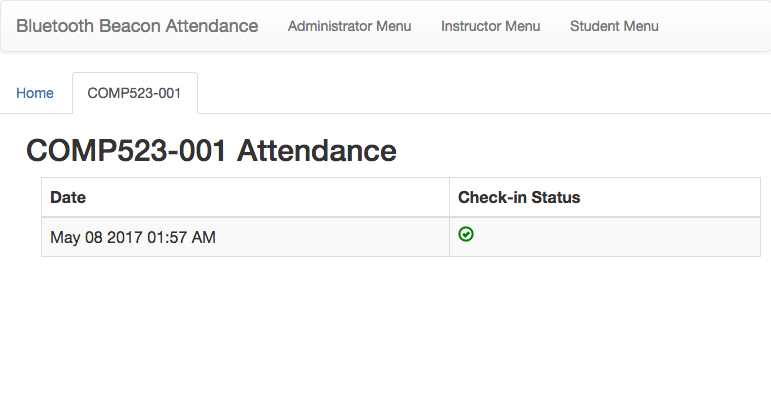 Bluetooth Beacon Attendance Administrator Menu Instructor Menu Student Menu
Home COMP523-001
COMP523-001 Attendance
Date Check-in Status
May 08 2017 01:57 AM